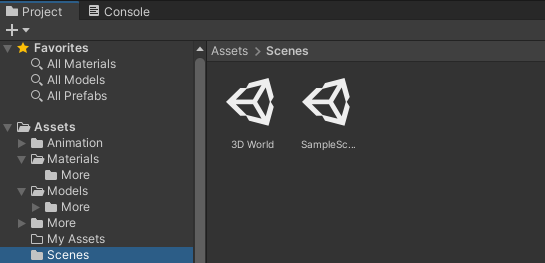 Project
Console
Favorites
All Materials
All Models
All Prefabs
Assets
Animation
Materials
More
Models
More
More
My Assets
Scenes
Assets > Scenes
3D World
SampleSc...